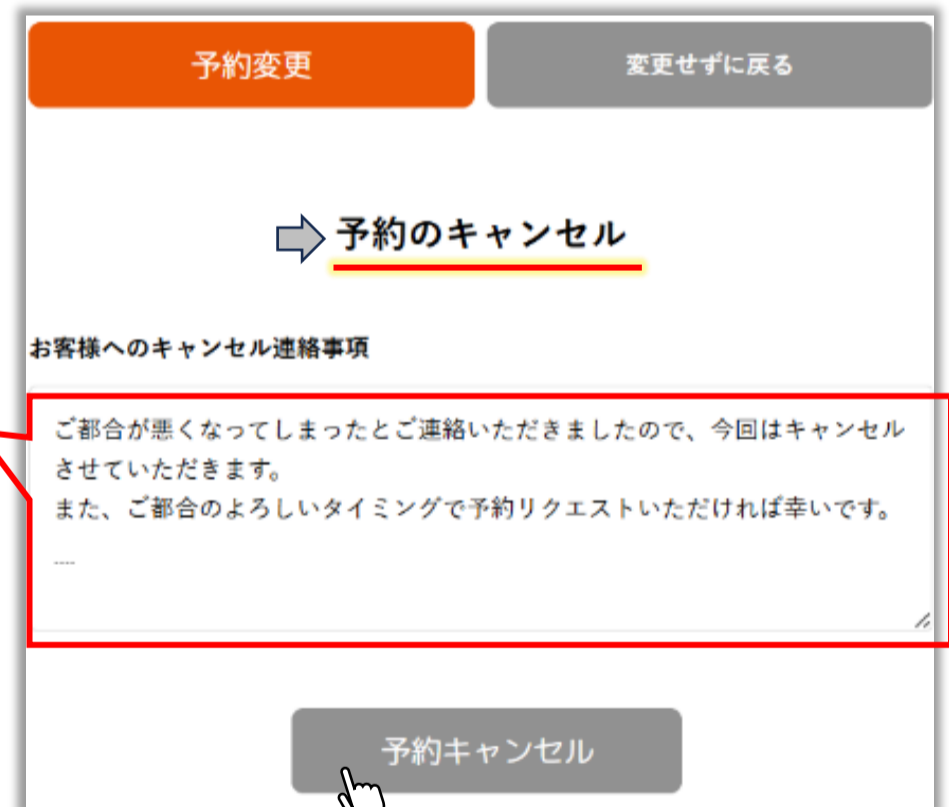 予約変更
変更せずに戻る
予約のキャンセル
お客様へのキャンセル連絡事項
ご都合が悪くなってしまったとご連絡いただきましたので、今回はキャンセル
させていただきます。
また、ご都合のよろしいタイミングで予約リクエストいただければ幸いです。
----
予約キャンセル